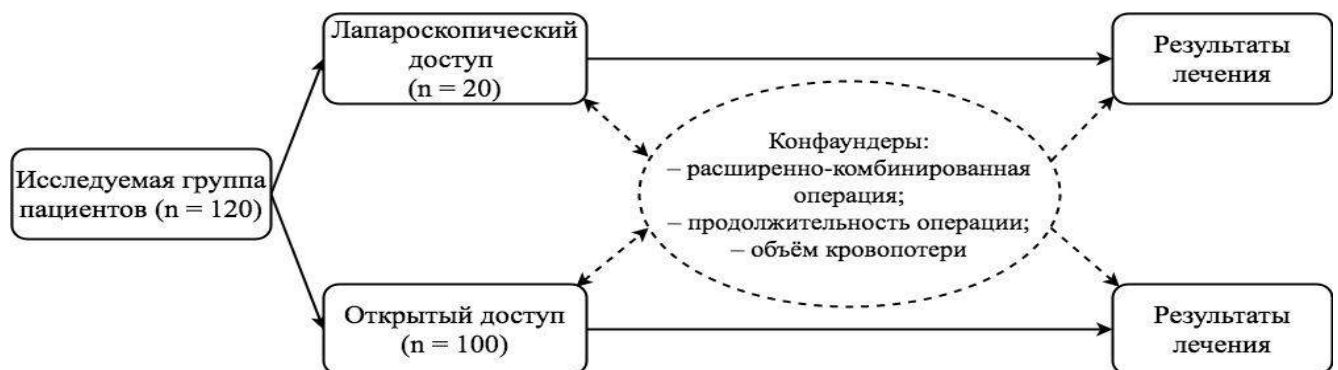 Исследуемая группа
пациентов (n = 120)
Лапароскопический
доступ
(n = 20)
Открытый доступ
(n = 100)
Конфаундеры:
– расширенно-комбинированная
операция;
– продолжительность операции;
– объём кровопотери
Результаты
лечения
Результаты
лечения